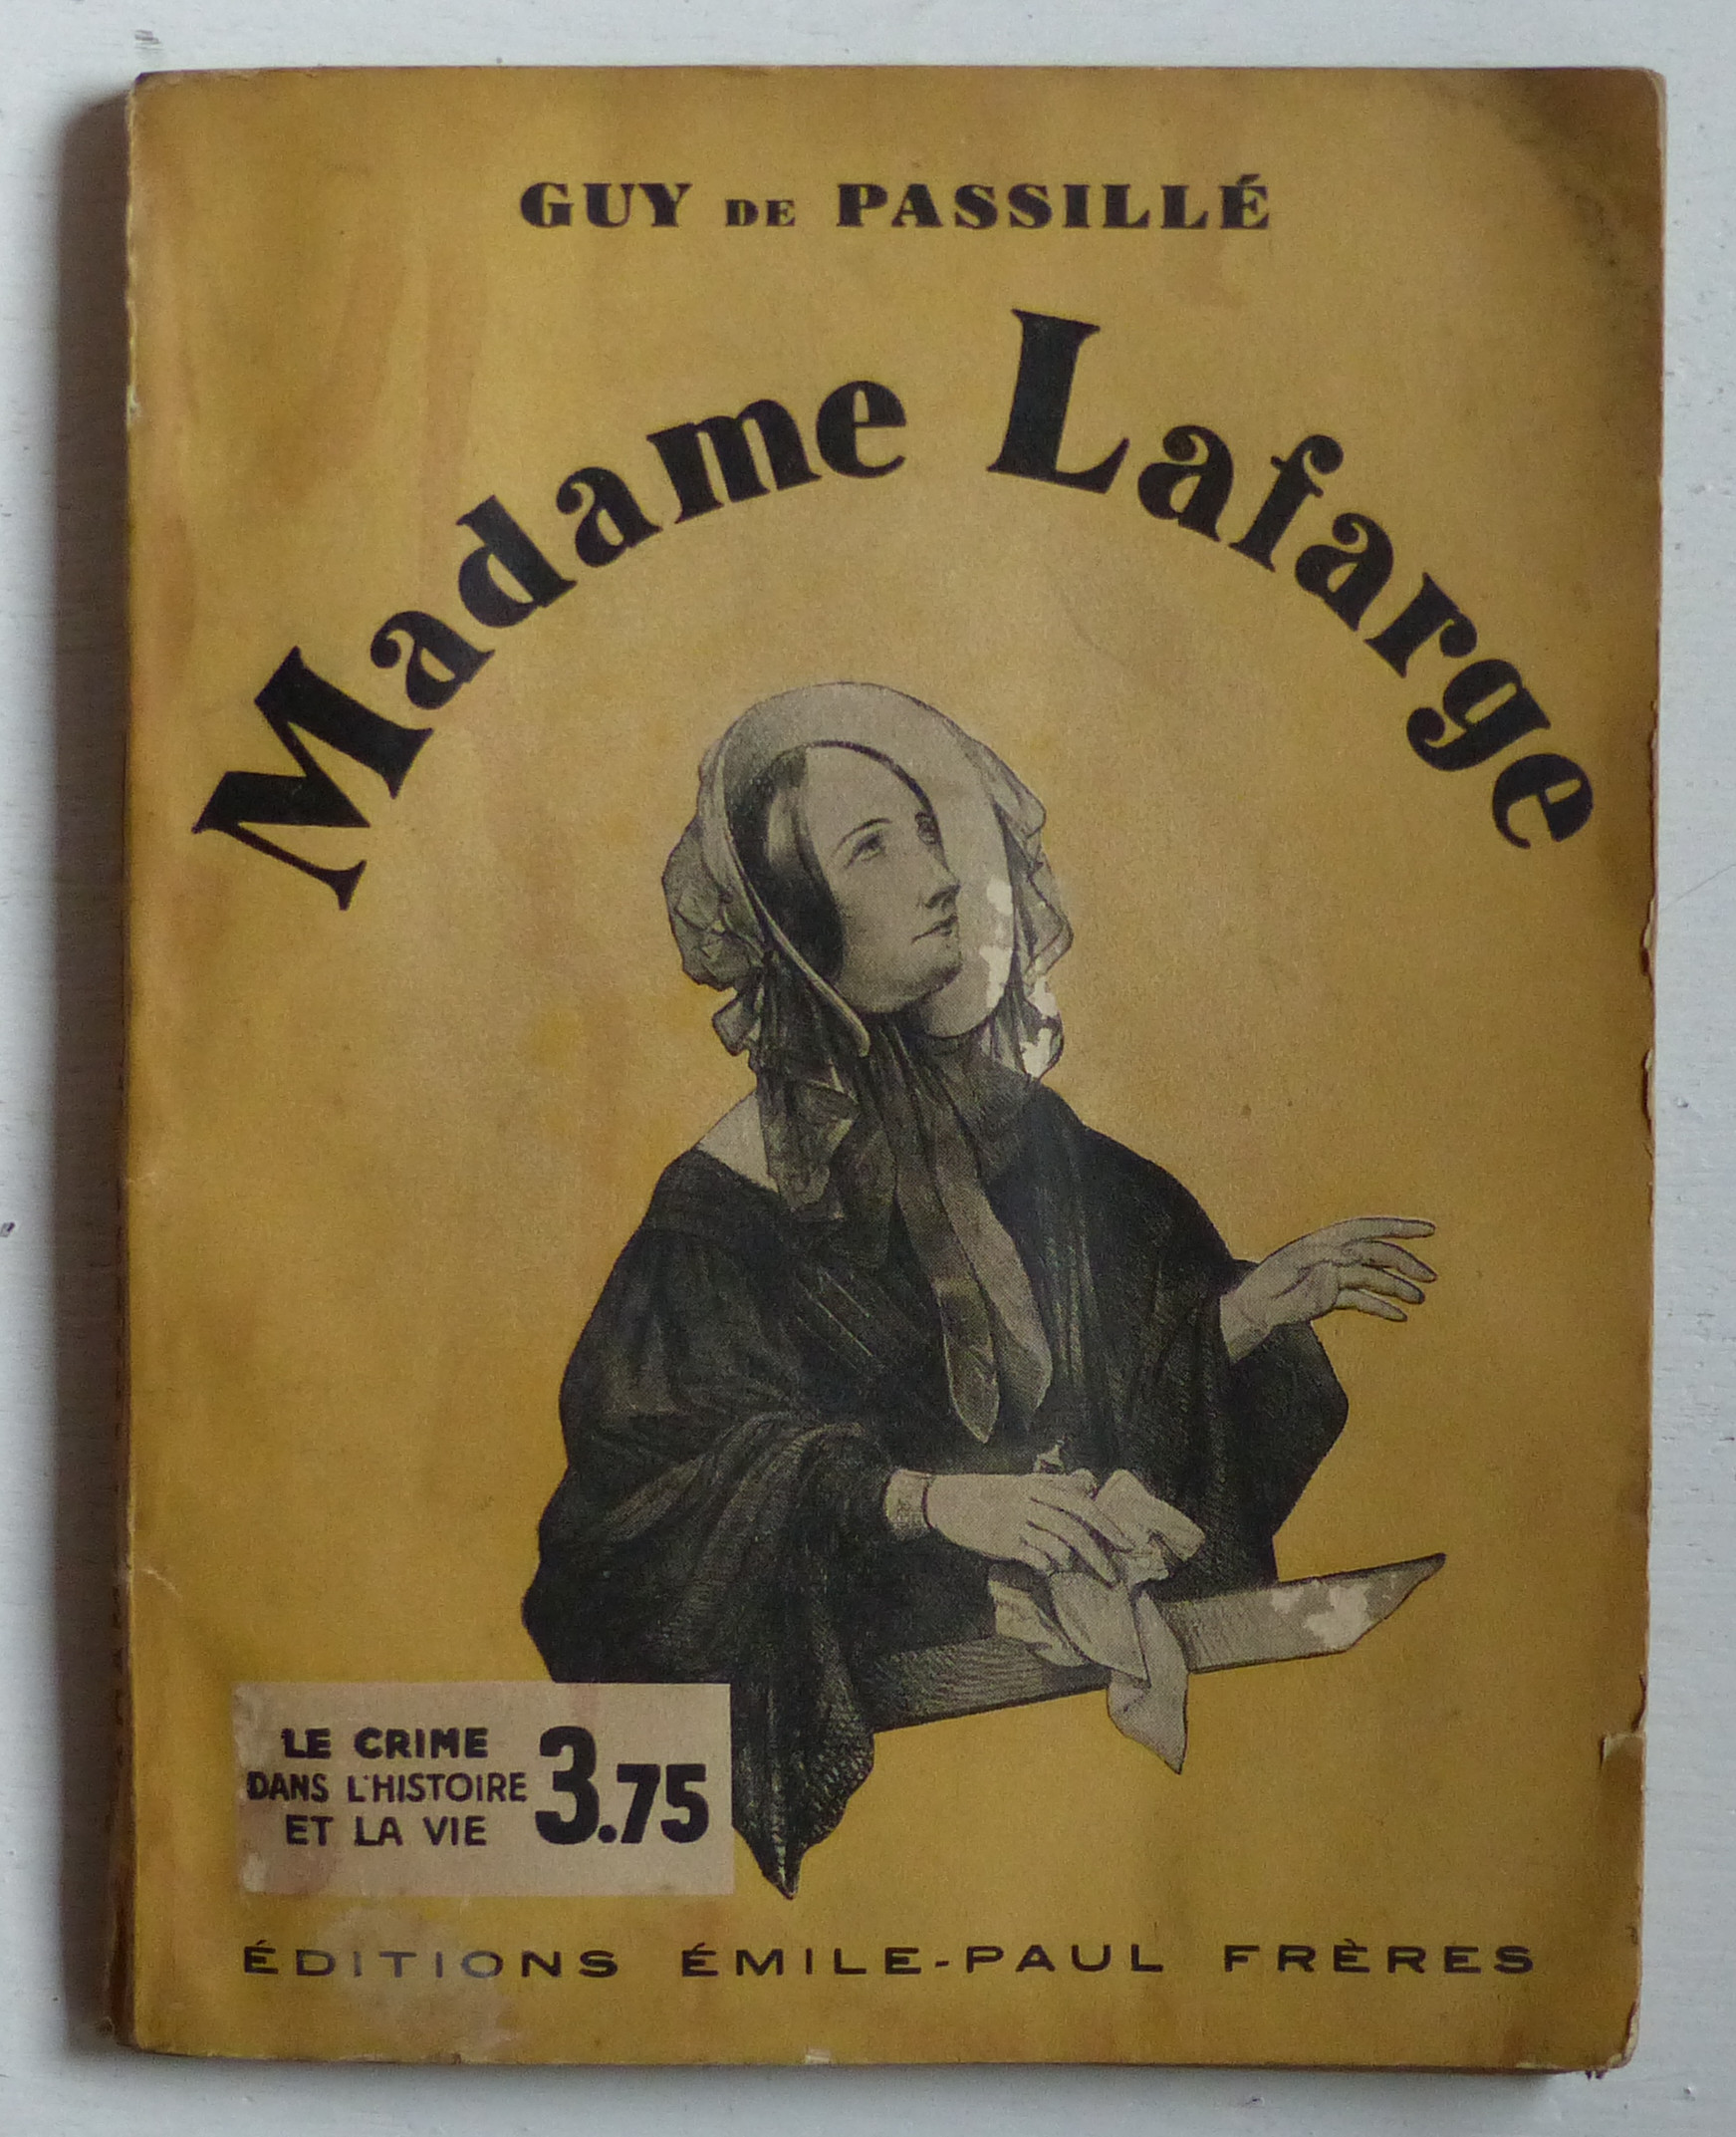 GUY DE PASSILLÉ
Madame Lafarge
LE CRIME
DANS L'HISTOIRE
ET LA VIE
3.75
ÉDITIONS ÉMILE-PAUL FRÈRES